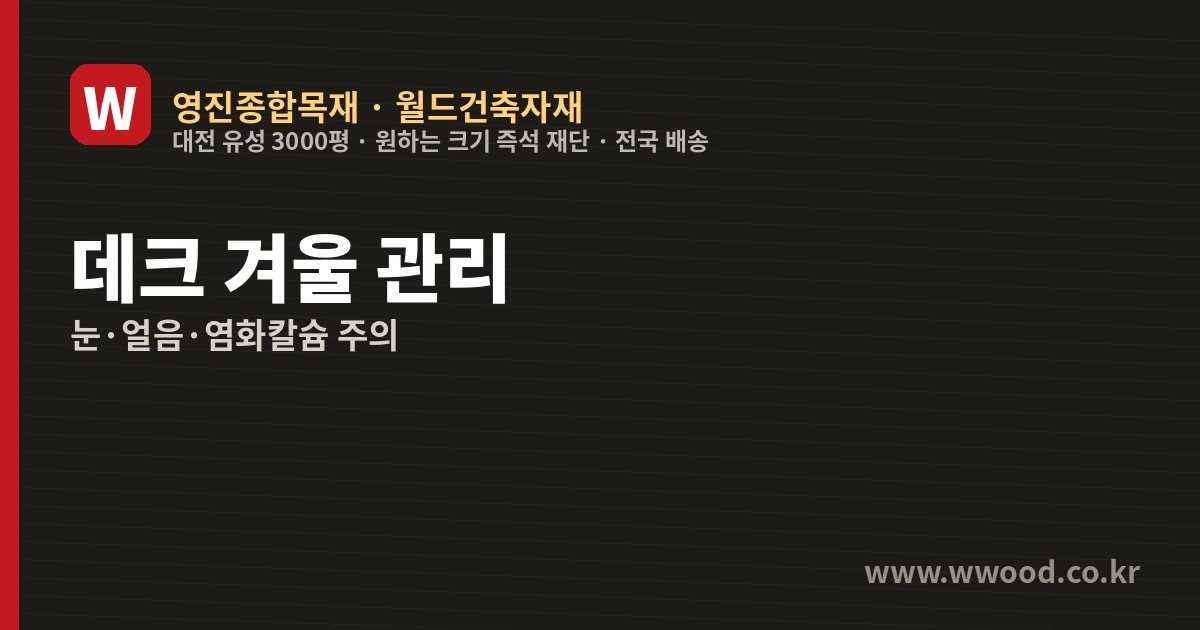 W
영진종합목재 · 월드건축자재
대전 유성 3000평 · 원하는 크기 즉석 재단 · 전국 배송
데크 겨울 관리
눈·얼음·염화칼슘 주의
www.wwood.co.kr